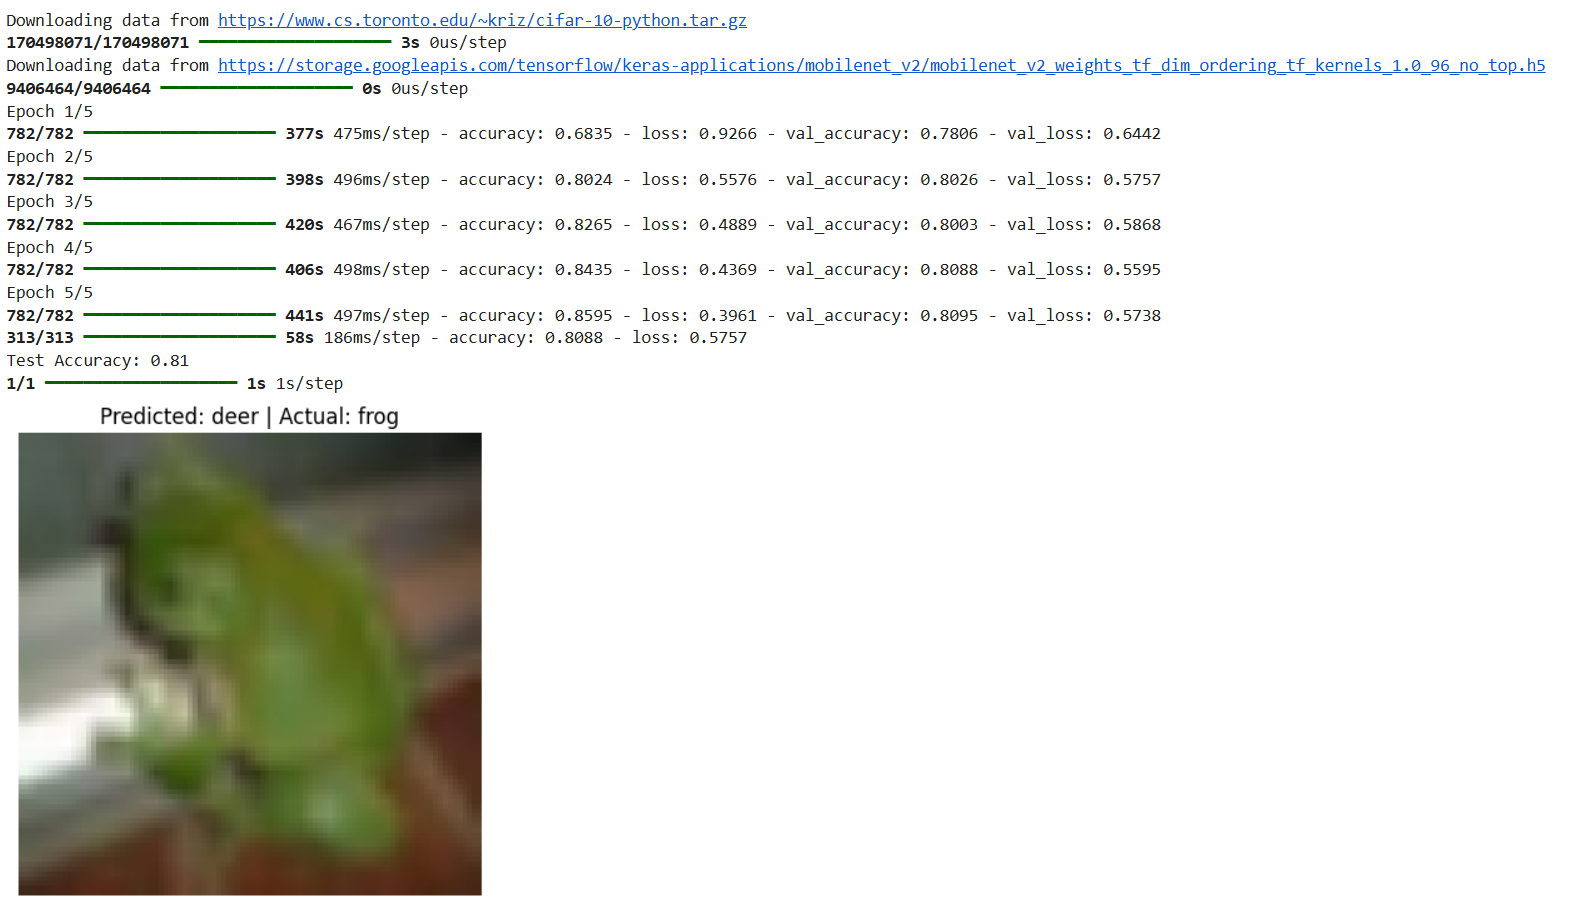 Downloading data from https://www.cs.toronto.edu/~kriz/cifar-10-python.tar.gz
170498071/170498071 ━━━━━━━━━━━━━━━━━━━━ 3s 0us/step
Downloading data from https://storage.googleapis.com/tensorflow/keras-applications/mobilenet_v2/mobilenet_v2_weights_tf_dim_ordering_tf_kernels_1.0_96_no_top.h5
9406464/9406464 ━━━━━━━━━━━━━━━━━━━━ 0s 0us/step
Epoch 1/5
782/782 ━━━━━━━━━━━━━━━━━━━━ 377s 475ms/step - accuracy: 0.6835 - loss: 0.9266 - val_accuracy: 0.7806 - val_loss: 0.6442
Epoch 2/5
782/782 ━━━━━━━━━━━━━━━━━━━━ 398s 496ms/step - accuracy: 0.8024 - loss: 0.5576 - val_accuracy: 0.8026 - val_loss: 0.5757
Epoch 3/5
782/782 ━━━━━━━━━━━━━━━━━━━━ 420s 467ms/step - accuracy: 0.8265 - loss: 0.4889 - val_accuracy: 0.8003 - val_loss: 0.5868
Epoch 4/5
782/782 ━━━━━━━━━━━━━━━━━━━━ 406s 498ms/step - accuracy: 0.8435 - loss: 0.4369 - val_accuracy: 0.8088 - val_loss: 0.5595
Epoch 5/5
782/782 ━━━━━━━━━━━━━━━━━━━━ 441s 497ms/step - accuracy: 0.8595 - loss: 0.3961 - val_accuracy: 0.8095 - val_loss: 0.5738
313/313 ━━━━━━━━━━━━━━━━━━━━ 58s 186ms/step - accuracy: 0.8088 - loss: 0.5757
Test Accuracy: 0.81
1/1 ━━━━━━━━━━━━━━━━━━━━ 1s 1s/step
Predicted: deer | Actual: frog